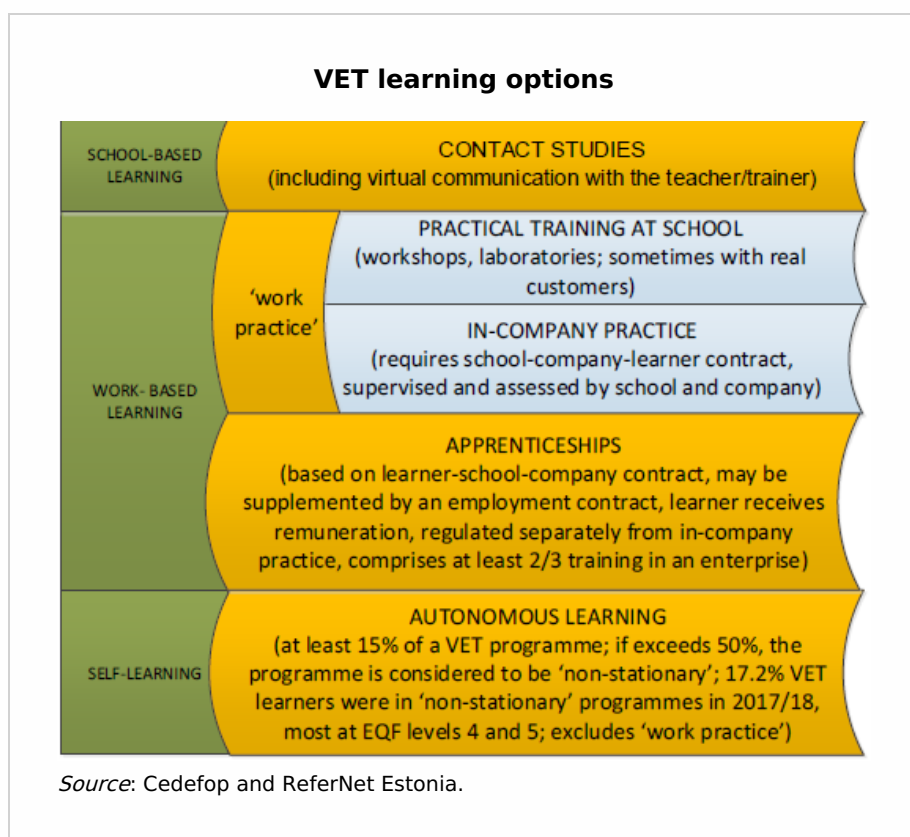 VET learning options
SCHOOL-BASED
LEARNING
CONTACT STUDIES
(including virtual communication with the teacher/trainer)
WORK- BASED
LEARNING
‘work
practice’
PRACTICAL TRAINING AT SCHOOL
(workshops, laboratories; sometimes with real
customers)
IN-COMPANY PRACTICE
(requires school-company-learner contract,
supervised and assessed by school and company)
APPRENTICESHIPS
(based on learner-school-company contract, may be
supplemented by an employment contract, learner receives
remuneration, regulated separately from in-company
practice, comprises at least 2/3 training in an enterprise)
SELF-LEARNING
AUTONOMOUS LEARNING
(at least 15% of a VET programme; if exceeds 50%, the
programme is considered to be ‘non-stationary’; 17.2% VET
learners were in ‘non-stationary’ programmes in 2017/18,
most at EQF levels 4 and 5; excludes ‘work practice’)
Source: Cedefop and ReferNet Estonia.